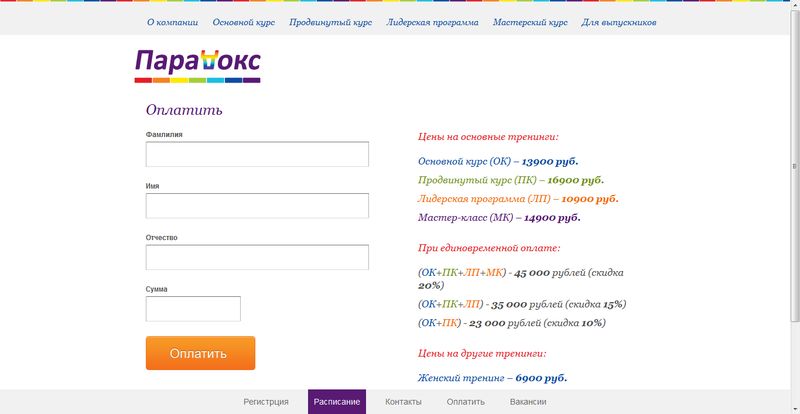 О компании Основной курс Продвинутый курс Лидерская программа Мастерский курс Для выпускников
Парадокс
Оплатить
Фамилия
Имя
Отчество
Сумма
Оплатить
Цены на основные тренинги:
Основной курс (ОК) – 13900 руб.
Продвинутый курс (ПК) – 16900 руб.
Лидерская программа (ЛП) – 10900 руб.
Мастер-класс (МК) – 14900 руб.
При единовременной оплате:
(ОК+ПК+ЛП+МК) - 45 000 рублей (скидка
20%)
(ОК+ПК+ЛП) - 35 000 рублей (скидка 15%)
(ОК+ПК) - 23 000 рублей (скидка 10%)
Цены на другие тренинги:
Женский тренинг – 6900 руб.
Регистрция Расписание Контакты Оплатить Вакансии